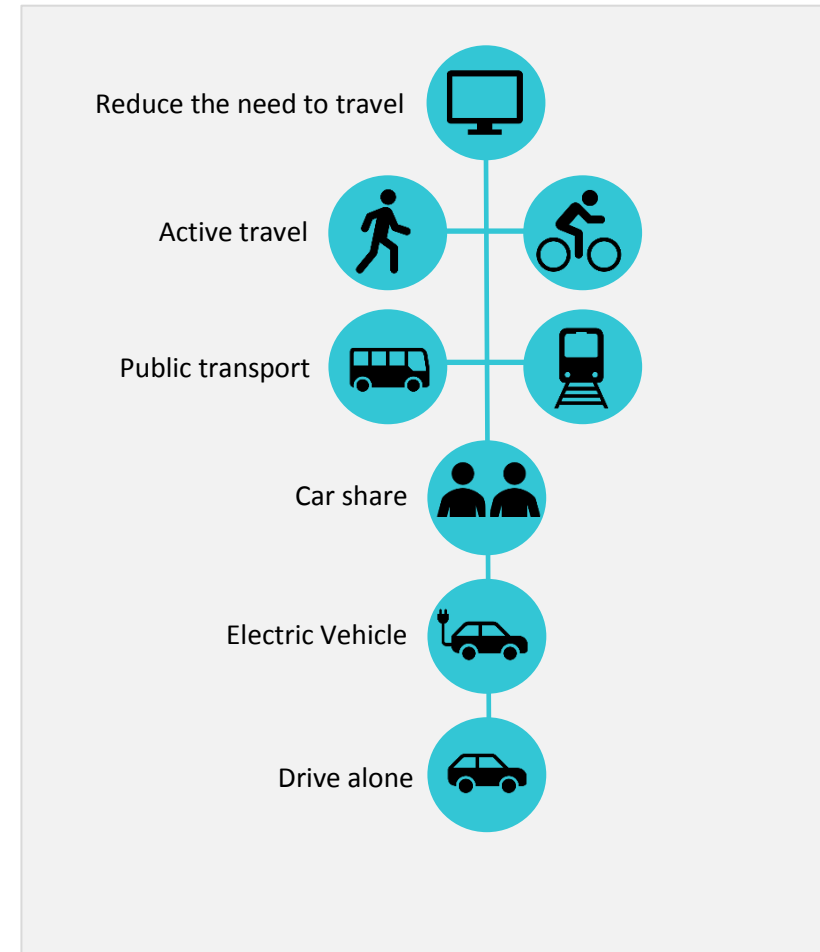 Reduce the need to travel
Active travel
Public transport
Car share
Electric Vehicle
Drive alone